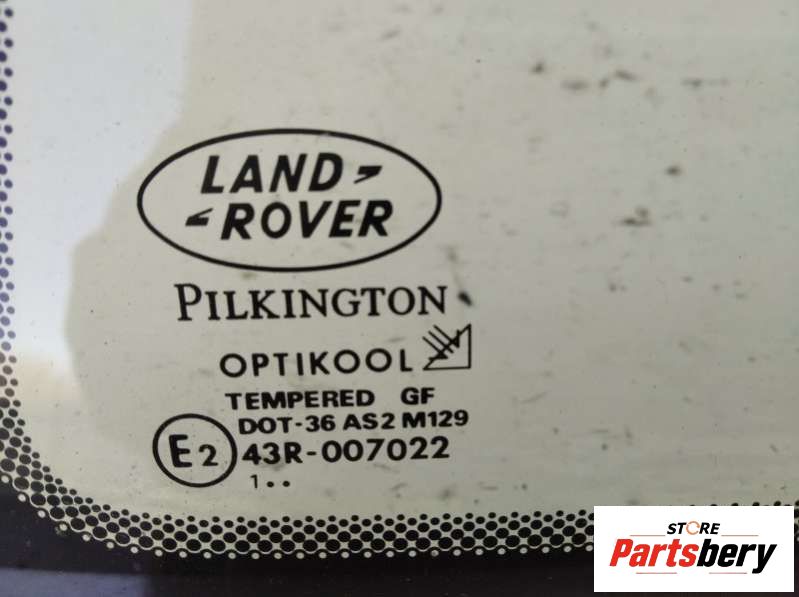 LAND
ROVER
PILKINGTON
OPTIKOOL
TEMPERED GF
DOT-36 AS2 M129
E2 43R-007022
1..
STORE
Partsbery